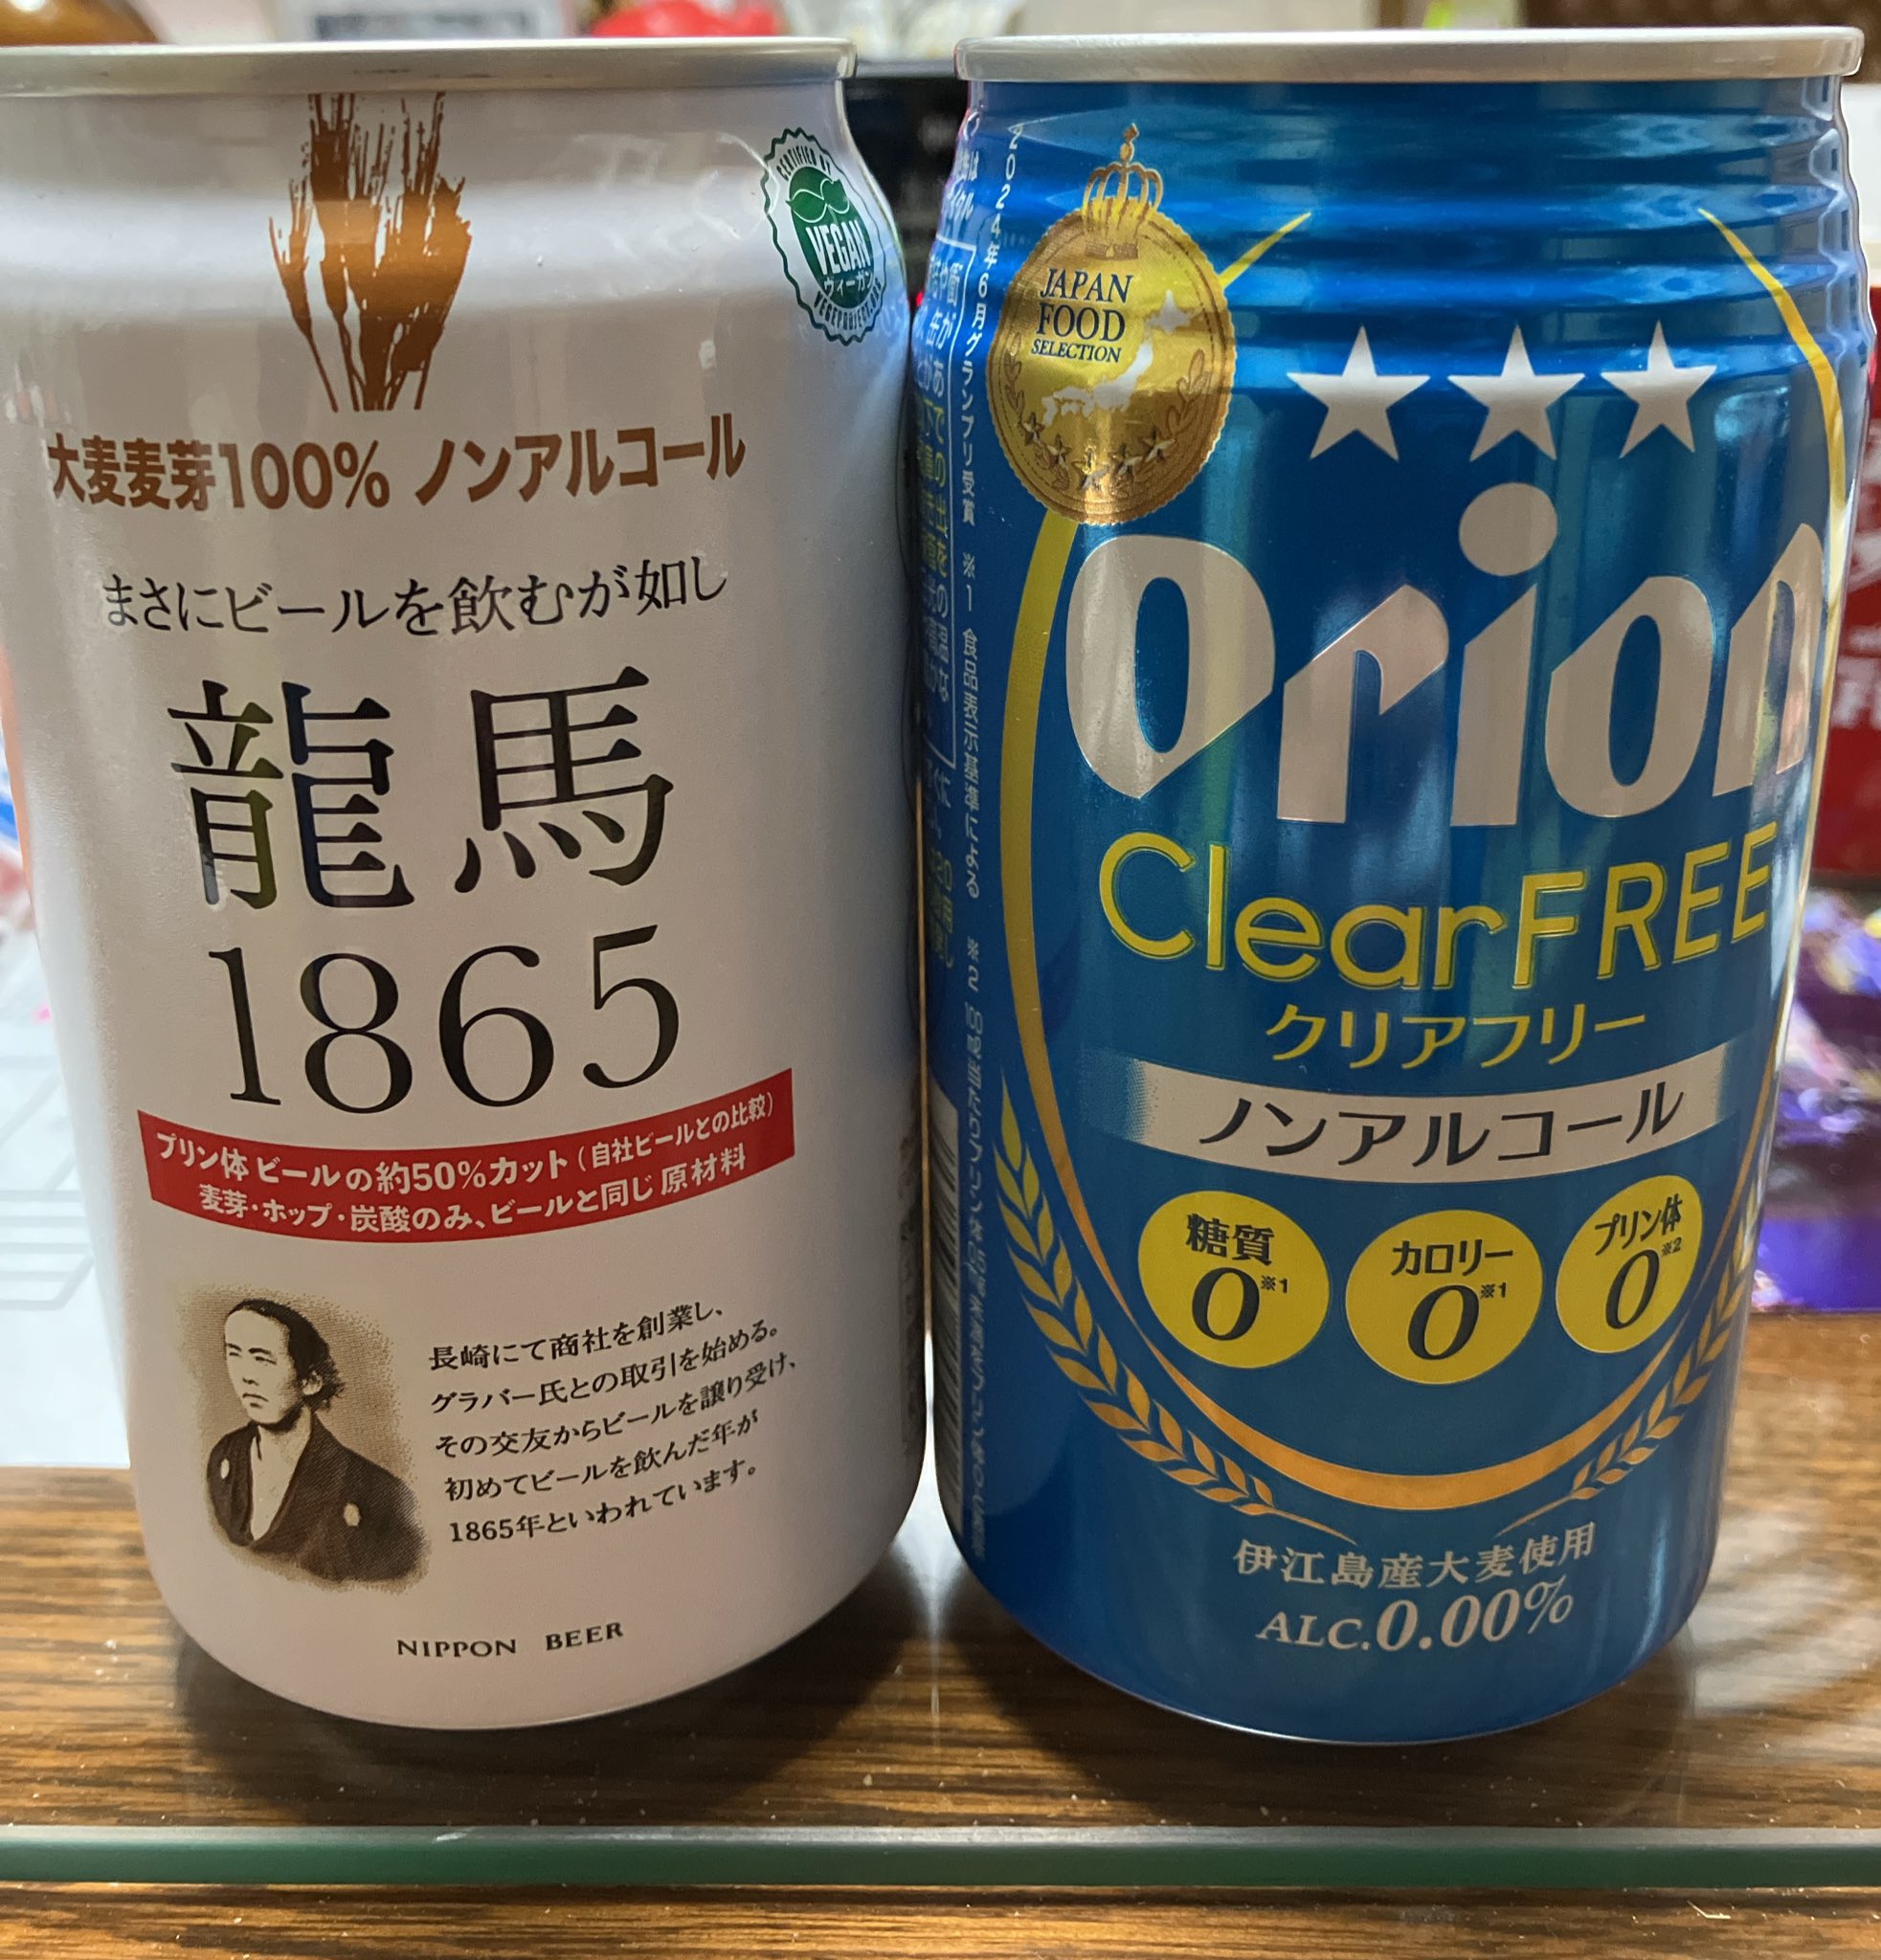 大麦麦芽100% ノンアルコール
CERTIFIED BY
VEGAN
ヴィーガン
まさにビールを飲むが如し
龍馬
1865
プリン体 ビールの約50%カット(自社ビールとの比較)
麦芽・ホップ・炭酸のみ、ビールと同じ原材料
長崎にて商社を創業し、
グラバー氏との取引を始める。
その交友からビールを譲り受け、
初めてビールを飲んだ年が
1865年といわれています。
NIPPON BEER
2024年6月グランプリ受賞 ※1 食品表示基準による ※2
JAPAN
FOOD
SELECTION
orion
ClearFREE
クリアフリー
ノンアルコール
糖質
0※1
カロリー
0※1
プリン体
0※2
伊江島産大麦使用
ALC.0.00%